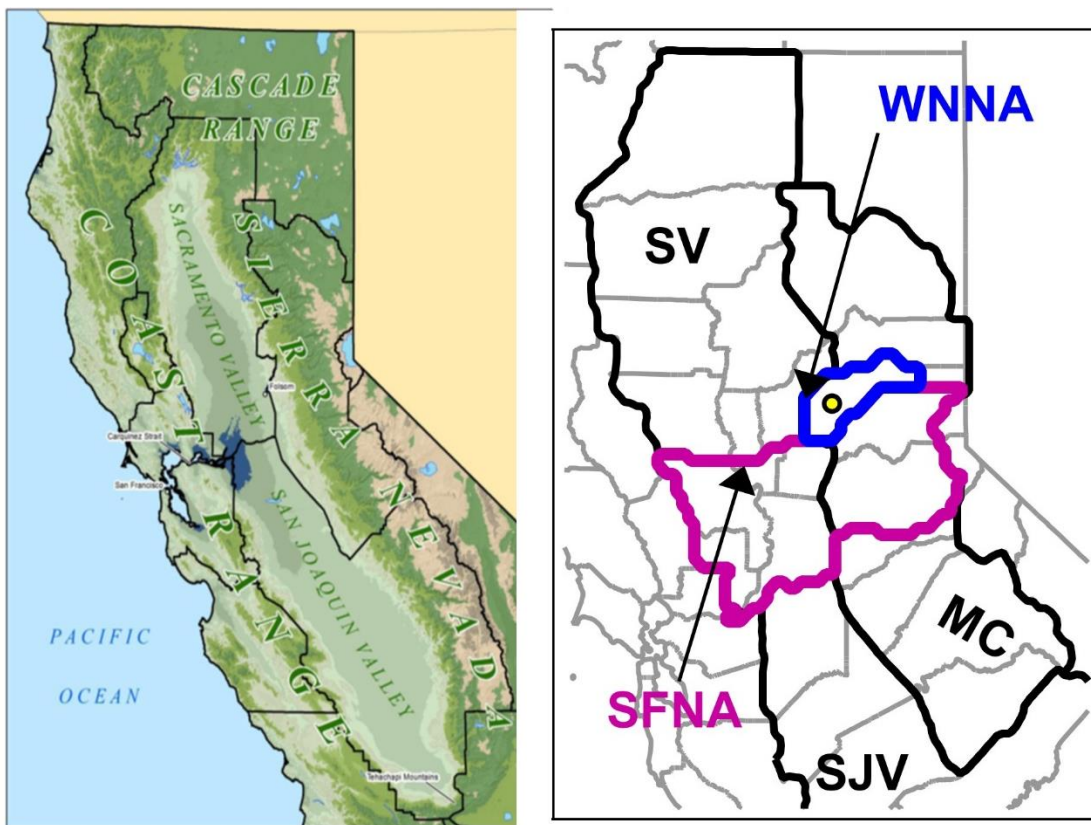 CASCADE
RANGE
COAST RANGE
SACRAMENTO VALLEY
SIERRA NEVADA
Folsom
Carquinez Strait
San Francisco
SAN JOAQUIN VALLEY
PACIFIC
OCEAN
Tehachapi Mountains
WNNA
SV
MC
SFNA
SJV